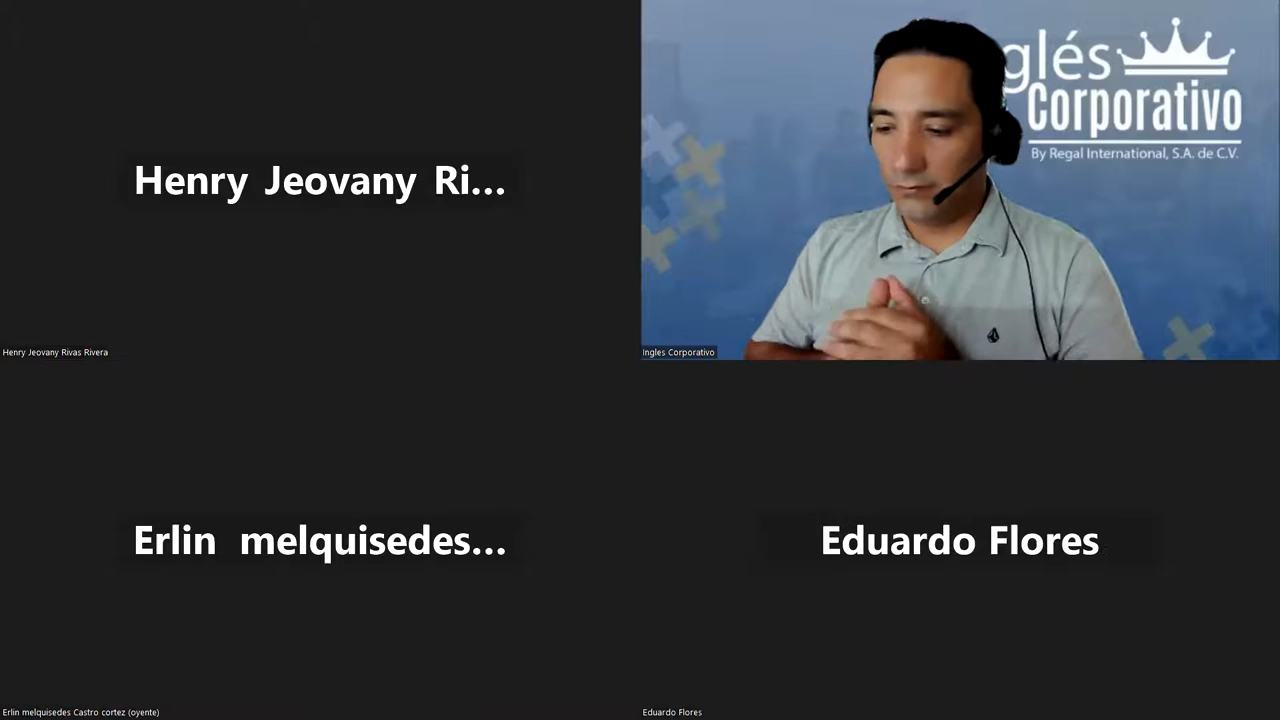 Henry Jeovany Ri...
Henry Jeovany Rivas Rivera
glés
Corporativo
By Regal International, S.A. de C.V.
Ingles Corporativo
Erlin melquisedes...
Erlin melquisedes Castro cortez (oyente)
Eduardo Flores
Eduardo Flores